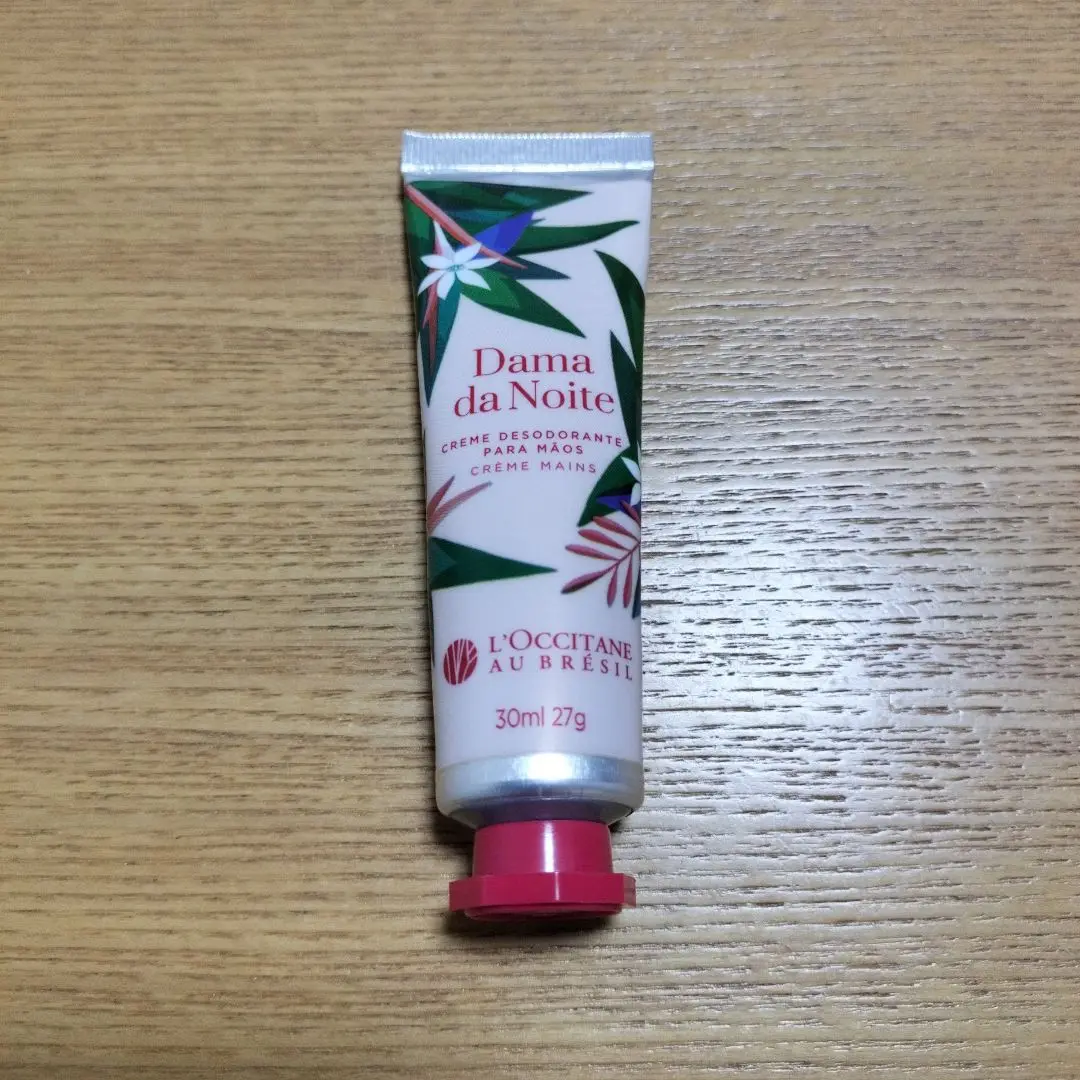 Dama
da Noite
CREME DESODORANTE
PARA MÃOS
CRÈME MAINS
L'OCCITANE
AU BRÉSIL
30ml 27g